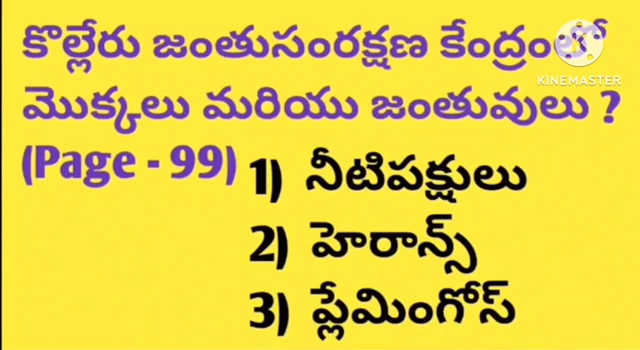 కొల్లేరు జంతుసంరక్షణ కేంద్రంలో
KINEMASTER
మొక్కలు మరియు జంతువులు ?
(Page - 99)
1) నీటిపక్షులు
2) హెరాన్స్
3) ప్లేమింగోస్